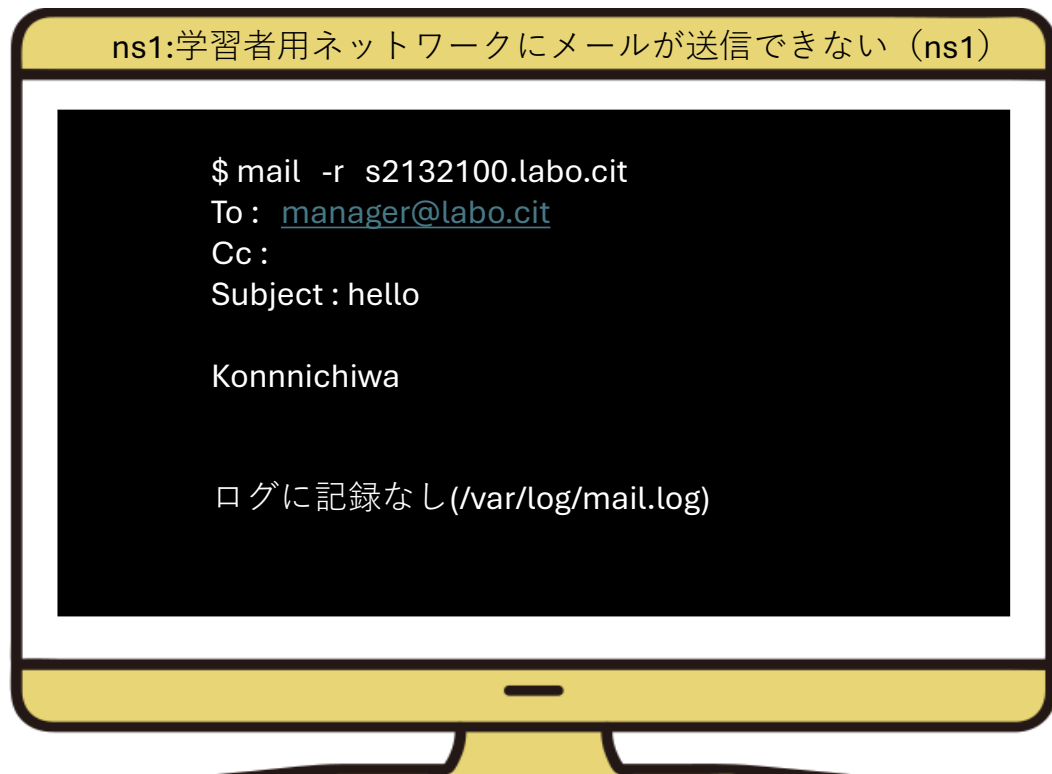 ns1:学習者用ネットワークにメールが送信できない（ns1）
$ mail -r s2132100.labo.cit
To : manager@labo.cit
Cc :
Subject : hello
Konnnichiwa
ログに記録なし(/var/log/mail.log)